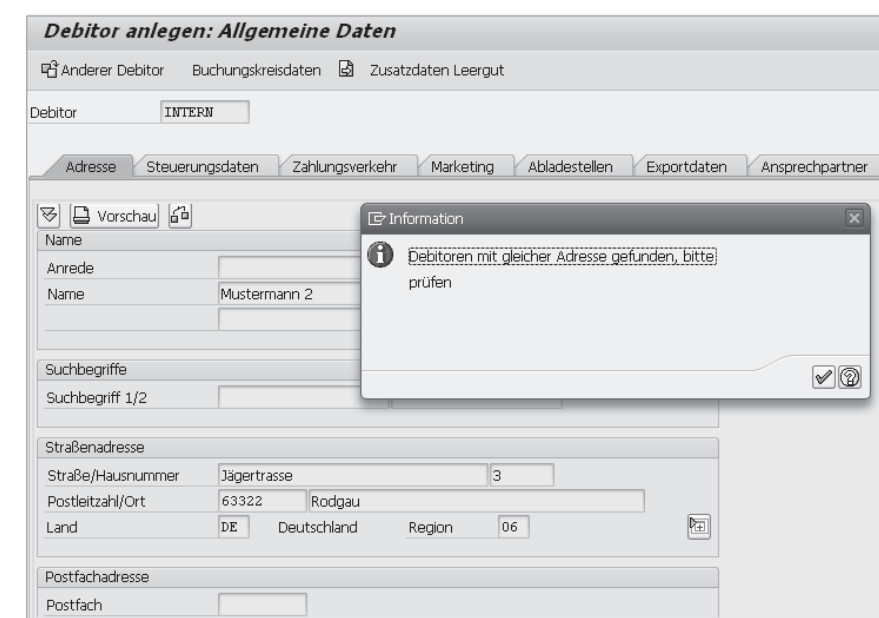 Debitor anlegen: Allgemeine Daten
Anderer Debitor Buchungskreisdaten Zusatzdaten Leergut
Debitor INTERN
Adresse Steuerungsdaten Zahlungsverkehr Marketing Abladestellen Exportdaten Ansprechpartner
Vorschau
Name
Anrede
Name Mustermann 2
Information
Debitoren mit gleicher Adresse gefunden, bitte
prüfen
Suchbegriffe
Suchbegriff 1/2
Straßenadresse
Straße/Hausnummer Jägertrasse 3
Postleitzahl/Ort 63322 Rodgau
Land DE Deutschland Region 06
Postfachadresse
Postfach